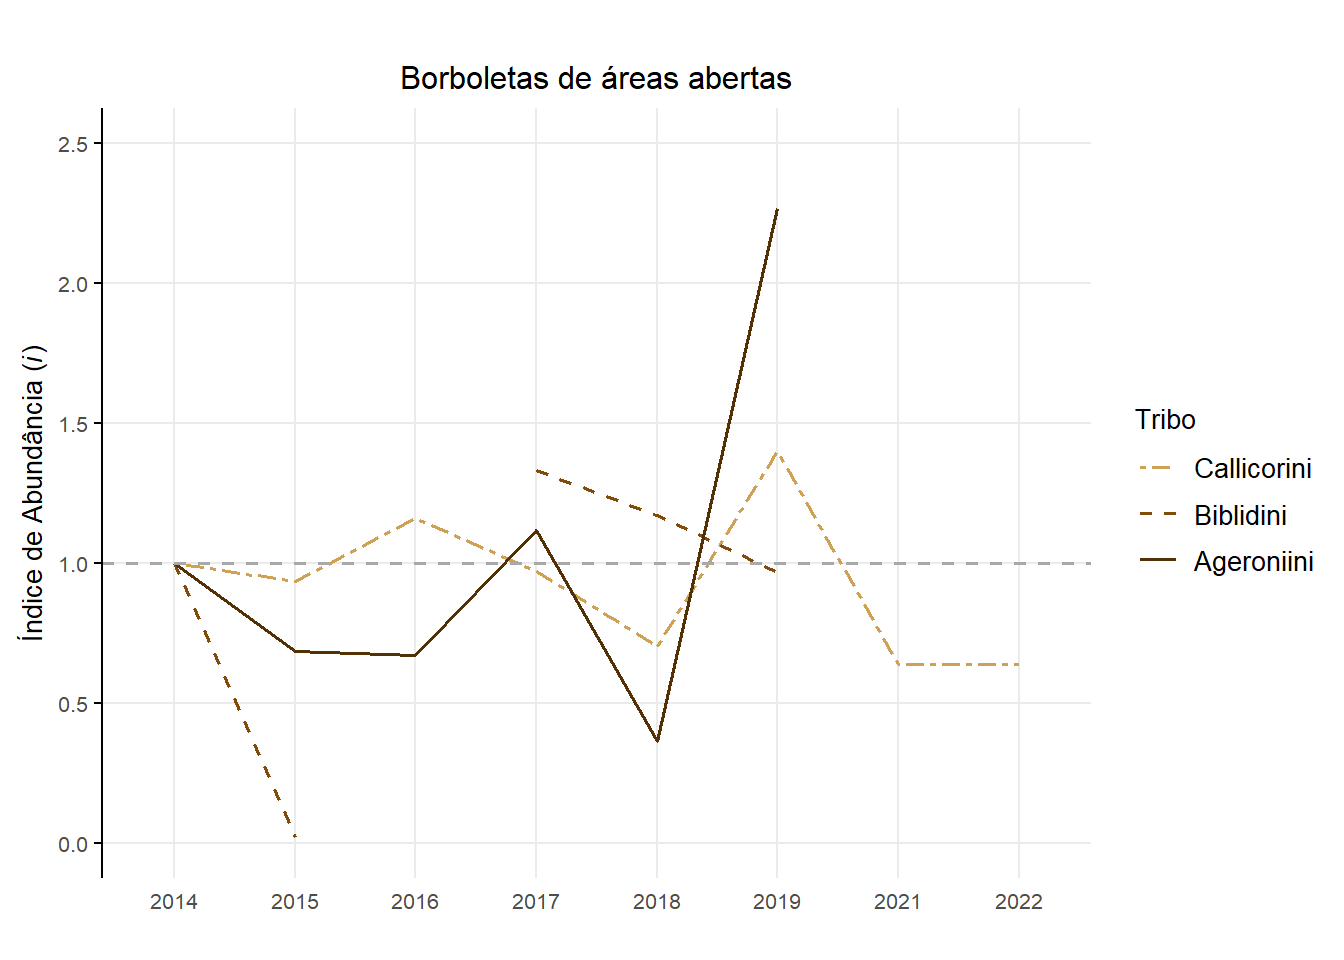 Borboletas de áreas abertas
Índice de Abundância (i)
2.5
2.0
1.5
1.0
0.5
0.0
2014 2015 2016 2017 2018 2019 2021 2022
Tribo
Callicorini
Biblidini
Ageroniini